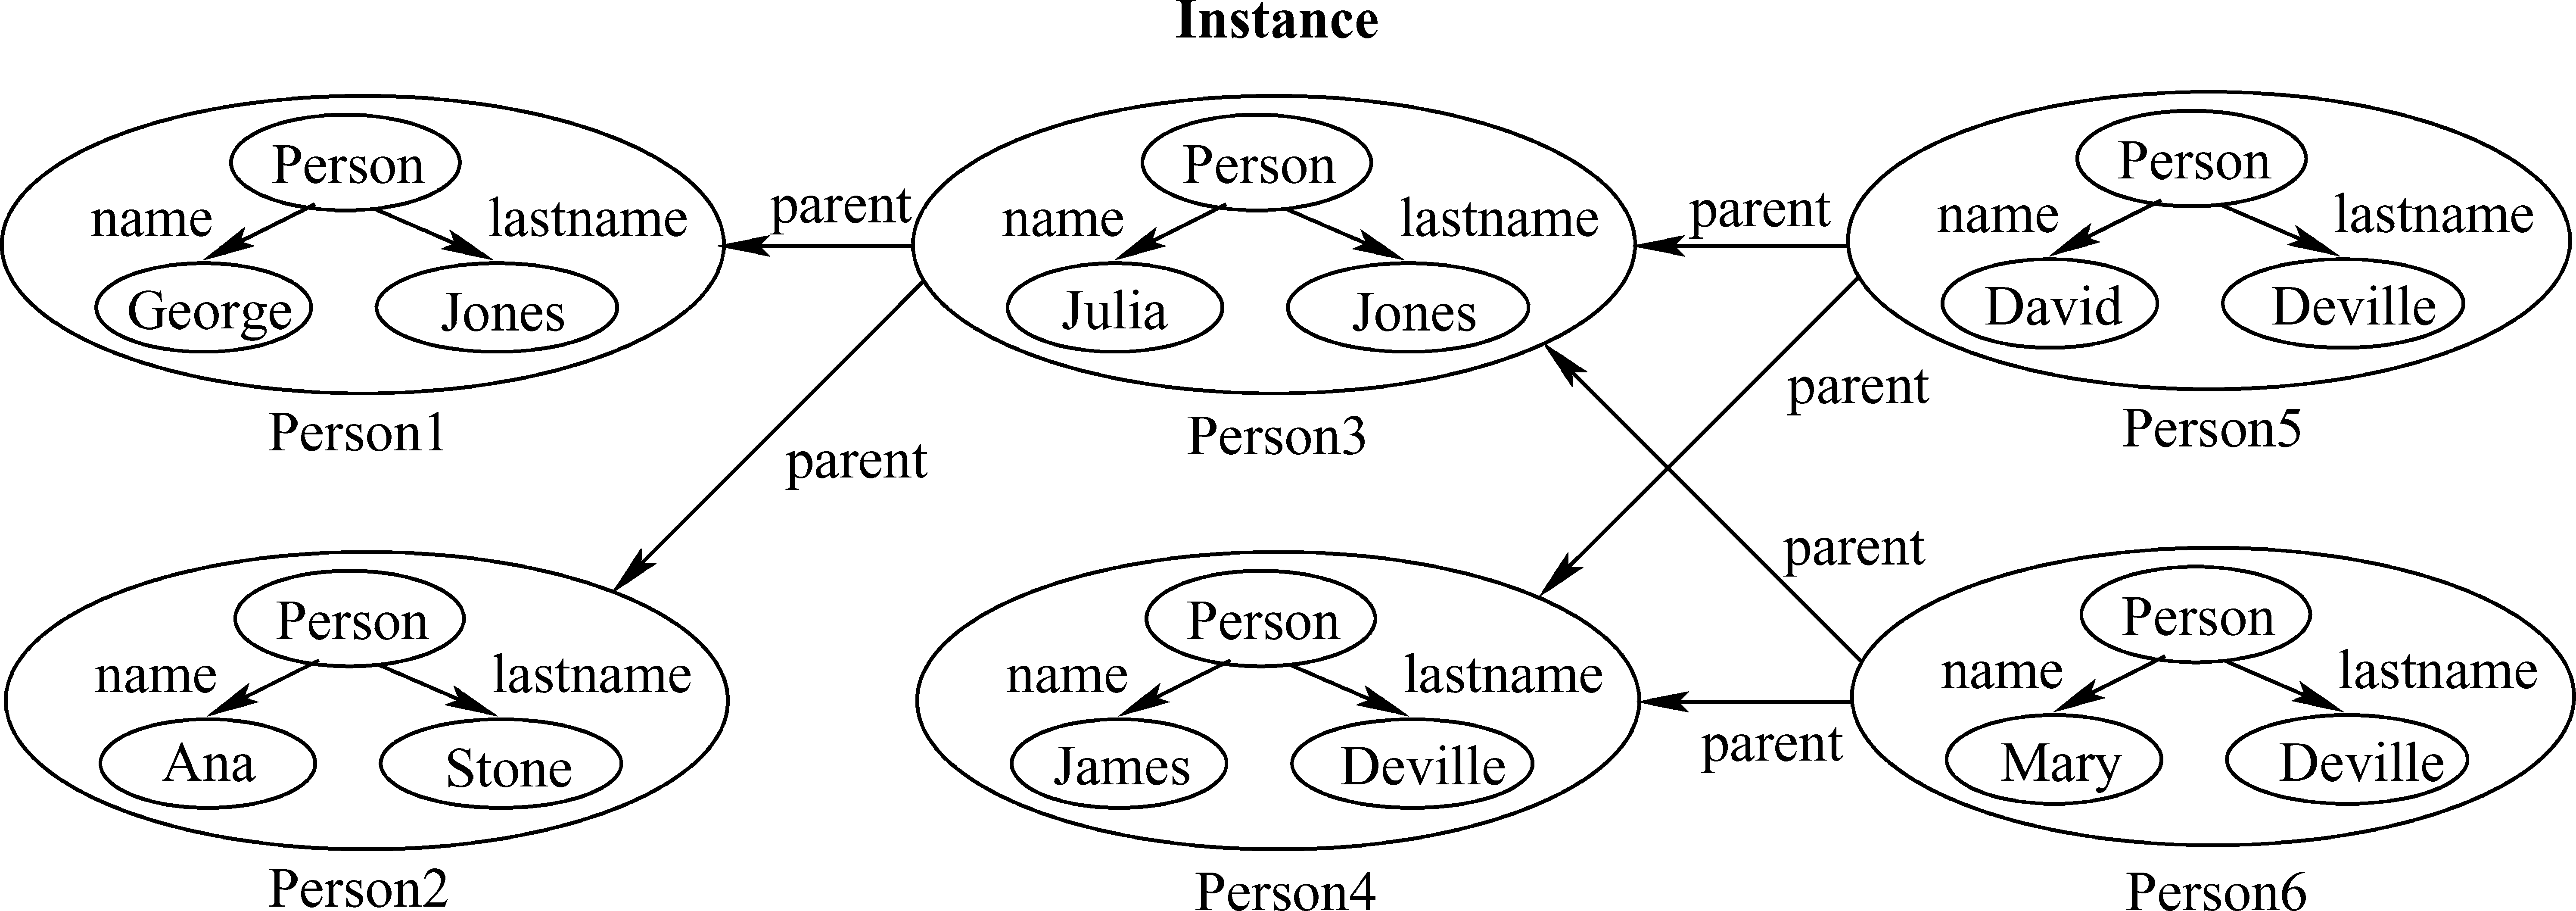 Instance
Person
name
lastname
George
Jones
Person1
parent
Person
name
lastname
Julia
Jones
Person3
parent
Person
name
lastname
David
Deville
Person5
parent
parent
parent
Person
name
lastname
Ana
Stone
Person2
Person
name
lastname
James
Deville
Person4
parent
Person
name
lastname
Mary
Deville
Person6